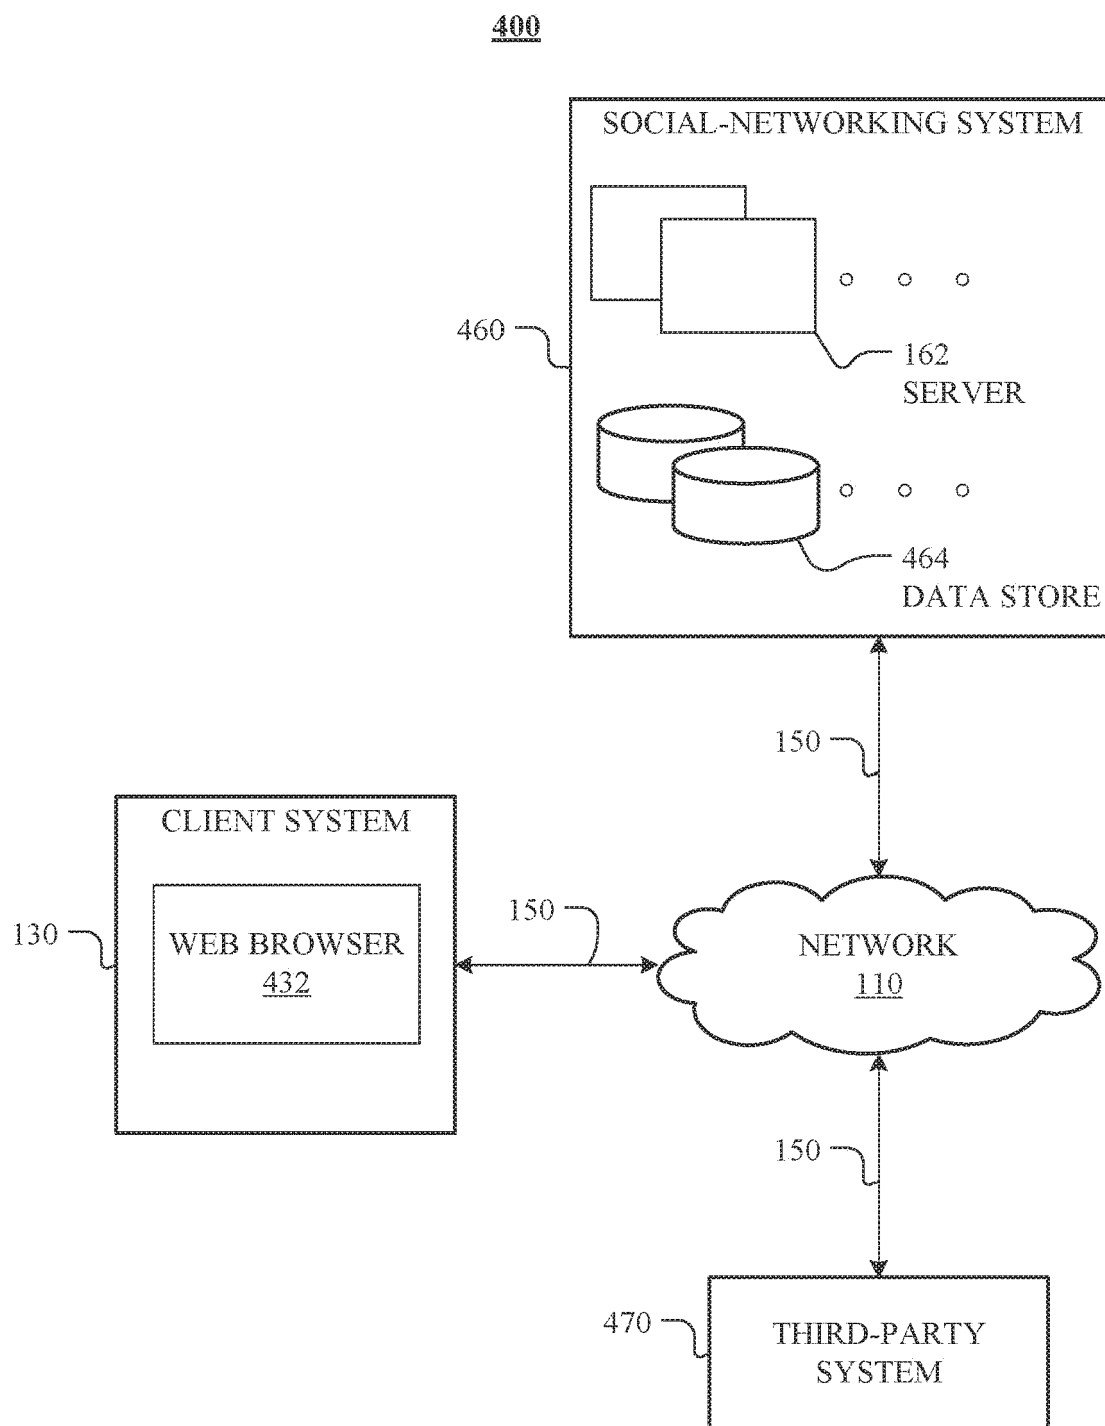 400
SOCIAL-NETWORKING SYSTEM
460
162
SERVER
464
DATA STORE
150
CLIENT SYSTEM
130
WEB BROWSER
432
150
NETWORK
110
150
470
THIRD-PARTY
SYSTEM